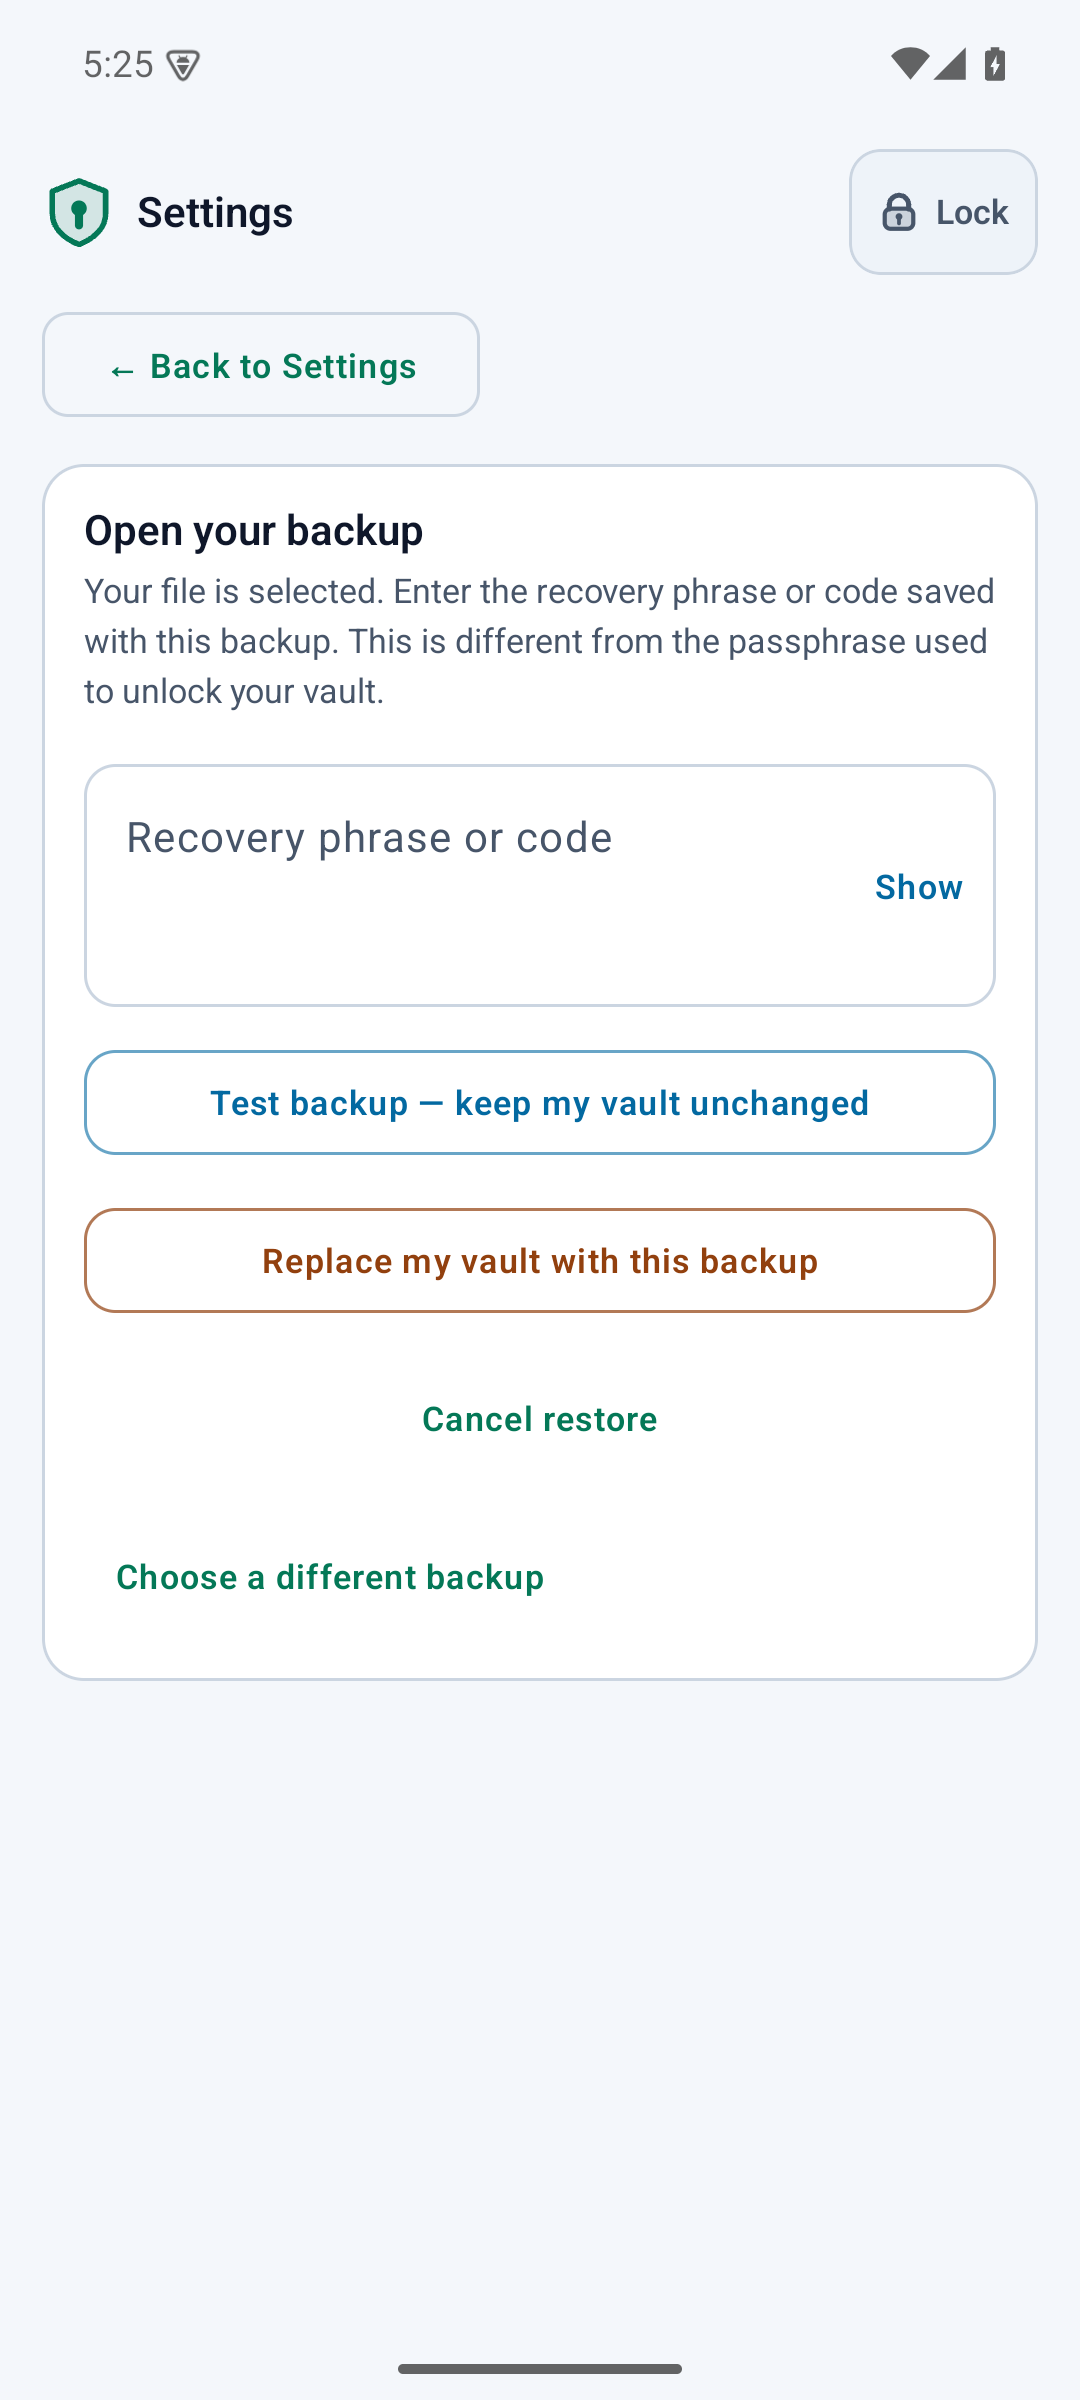 5:25
Settings
Lock
← Back to Settings
Open your backup
Your file is selected. Enter the recovery phrase or code saved
with this backup. This is different from the passphrase used
to unlock your vault.
Recovery phrase or code
Show
Test backup — keep my vault unchanged
Replace my vault with this backup
Cancel restore
Choose a different backup